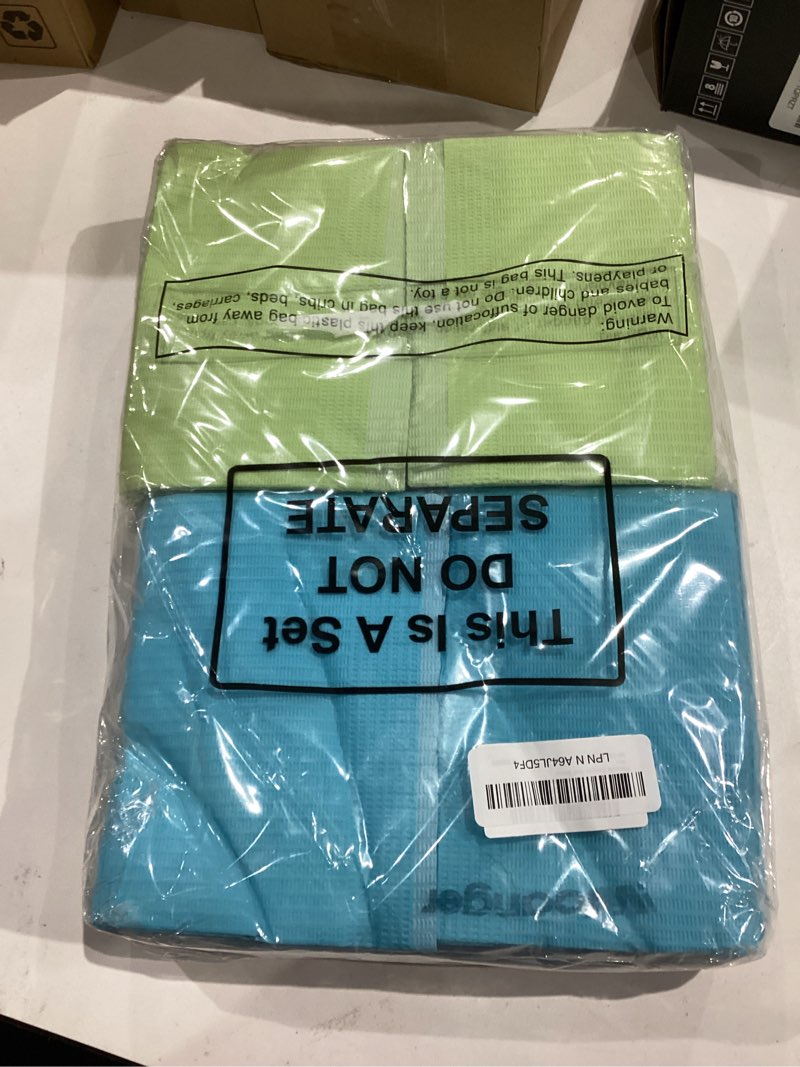 Warning:
To avoid danger of suffocation, keep this plastic bag away from
babies and children. Do not use this bag in cribs, beds, carriages,
or playpens. This bag is not a toy.
This Is A Set
DO NOT
SEPARATE
LPN N A64JL5DF4